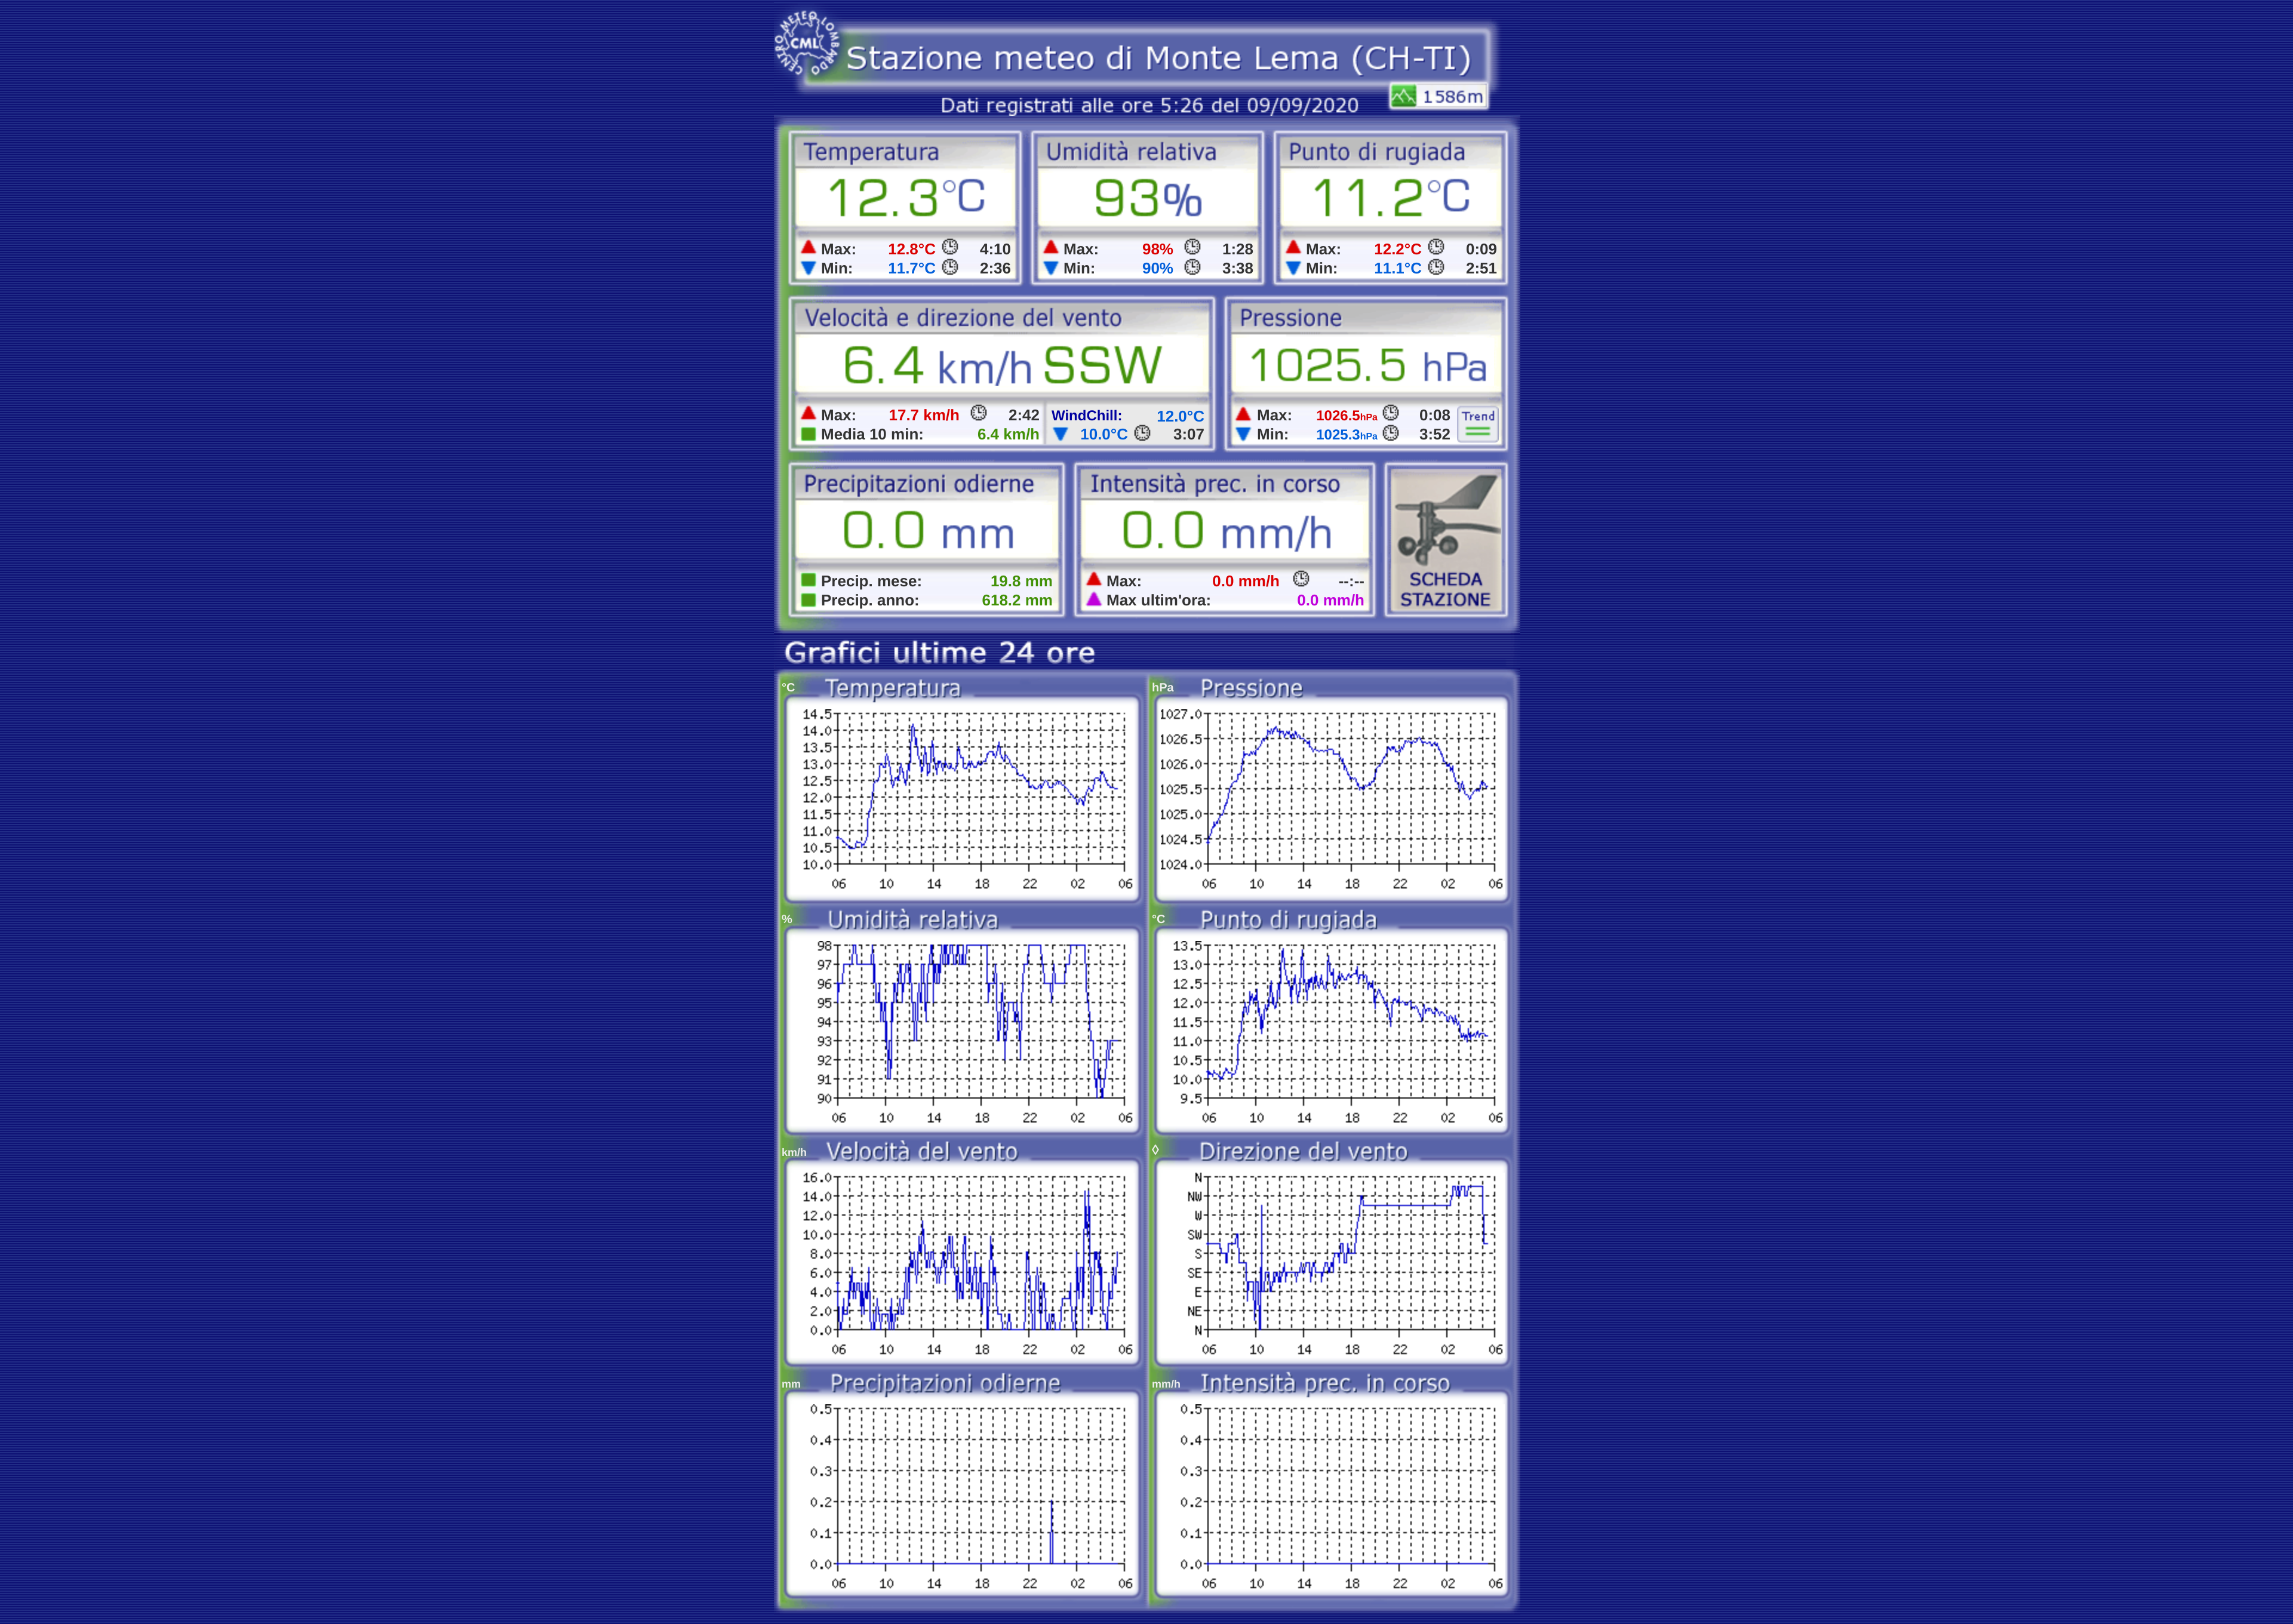 CENTRO METEO LOMBARDO
CML
Stazione meteo di Monte Lema (CH-TI)
1586m
Dati registrati alle ore 5:26 del 09/09/2020
Temperatura
12.3°C
Max: 12.8°C 4:10
Min: 11.7°C 2:36
Umidità relativa
93%
Max: 98% 1:28
Min: 90% 3:38
Punto di rugiada
11.2°C
Max: 12.2°C 0:09
Min: 11.1°C 2:51
Velocità e direzione del vento
6.4 km/h SSW
Max: 17.7 km/h 2:42
Media 10 min: 6.4 km/h
WindChill: 12.0°C
10.0°C 3:07
Pressione
1025.5 hPa
Max: 1026.5hPa 0:08
Min: 1025.3hPa 3:52
Trend
Precipitazioni odierne
0.0 mm
Precip. mese: 19.8 mm
Precip. anno: 618.2 mm
Intensità prec. in corso
0.0 mm/h
Max: 0.0 mm/h --:--
Max ultim'ora: 0.0 mm/h
SCHEDA
STAZIONE
Grafici ultime 24 ore
°C Temperatura
14.5
14.0
13.5
13.0
12.5
12.0
11.5
11.0
10.5
10.0
06 10 14 18 22 02 06
hPa Pressione
1027.0
1026.5
1026.0
1025.5
1025.0
1024.5
1024.0
06 10 14 18 22 02 06
% Umidità relativa
98
97
96
95
94
93
92
91
90
06 10 14 18 22 02 06
°C Punto di rugiada
13.5
13.0
12.5
12.0
11.5
11.0
10.5
10.0
9.5
06 10 14 18 22 02 06
km/h Velocità del vento
16.0
14.0
12.0
10.0
8.0
6.0
4.0
2.0
0.0
06 10 14 18 22 02 06
◊ Direzione del vento
N
NW
W
SW
S
SE
E
NE
N
06 10 14 18 22 02 06
mm Precipitazioni odierne
0.5
0.4
0.3
0.2
0.1
0.0
06 10 14 18 22 02 06
mm/h Intensità prec. in corso
0.5
0.4
0.3
0.2
0.1
0.0
06 10 14 18 22 02 06